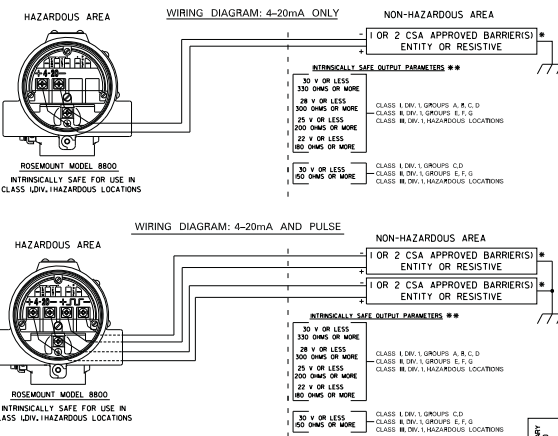 WIRING DIAGRAM: 4–20mA ONLY
HAZARDOUS AREA
NON-HAZARDOUS AREA
- 1 OR 2 CSA APPROVED BARRIER(S) *
+ ENTITY OR RESISTIVE
+ 4-20 -
INTRINSICALLY SAFE OUTPUT PARAMETERS **
30 V OR LESS
330 OHMS OR MORE
28 V OR LESS
300 OHMS OR MORE
25 V OR LESS
200 OHMS OR MORE
22 V OR LESS
180 OHMS OR MORE
CLASS I, DIV. 1, GROUPS A, B, C, D
CLASS II, DIV. 1, GROUPS E, F, G
CLASS III, DIV. 1, HAZARDOUS LOCATIONS
30 V OR LESS
150 OHMS OR MORE
CLASS I, DIV. 1, GROUPS C,D
CLASS II, DIV. 1, GROUPS E, F, G
CLASS III, DIV. 1, HAZARDOUS LOCATIONS
ROSEMOUNT MODEL 8800
INTRINSICALLY SAFE FOR USE IN
CLASS I,DIV. I HAZARDOUS LOCATIONS
WIRING DIAGRAM: 4–20mA AND PULSE
HAZARDOUS AREA
NON-HAZARDOUS AREA
- 1 OR 2 CSA APPROVED BARRIER(S) *
+ ENTITY OR RESISTIVE
- 1 OR 2 CSA APPROVED BARRIER(S) *
+ ENTITY OR RESISTIVE
+ 4-20 - +
INTRINSICALLY SAFE OUTPUT PARAMETERS **
30 V OR LESS
330 OHMS OR MORE
28 V OR LESS
300 OHMS OR MORE
25 V OR LESS
200 OHMS OR MORE
22 V OR LESS
180 OHMS OR MORE
CLASS I, DIV. 1, GROUPS A, B, C, D
CLASS II, DIV. 1, GROUPS E, F, G
CLASS III, DIV. 1, HAZARDOUS LOCATIONS
30 V OR LESS
150 OHMS OR MORE
CLASS I, DIV. 1, GROUPS C,D
CLASS II, DIV. 1, GROUPS E, F, G
CLASS III, DIV. 1, HAZARDOUS LOCATIONS
ROSEMOUNT MODEL 8800
INTRINSICALLY SAFE FOR USE IN
LASS I,DIV. I HAZARDOUS LOCATIONS